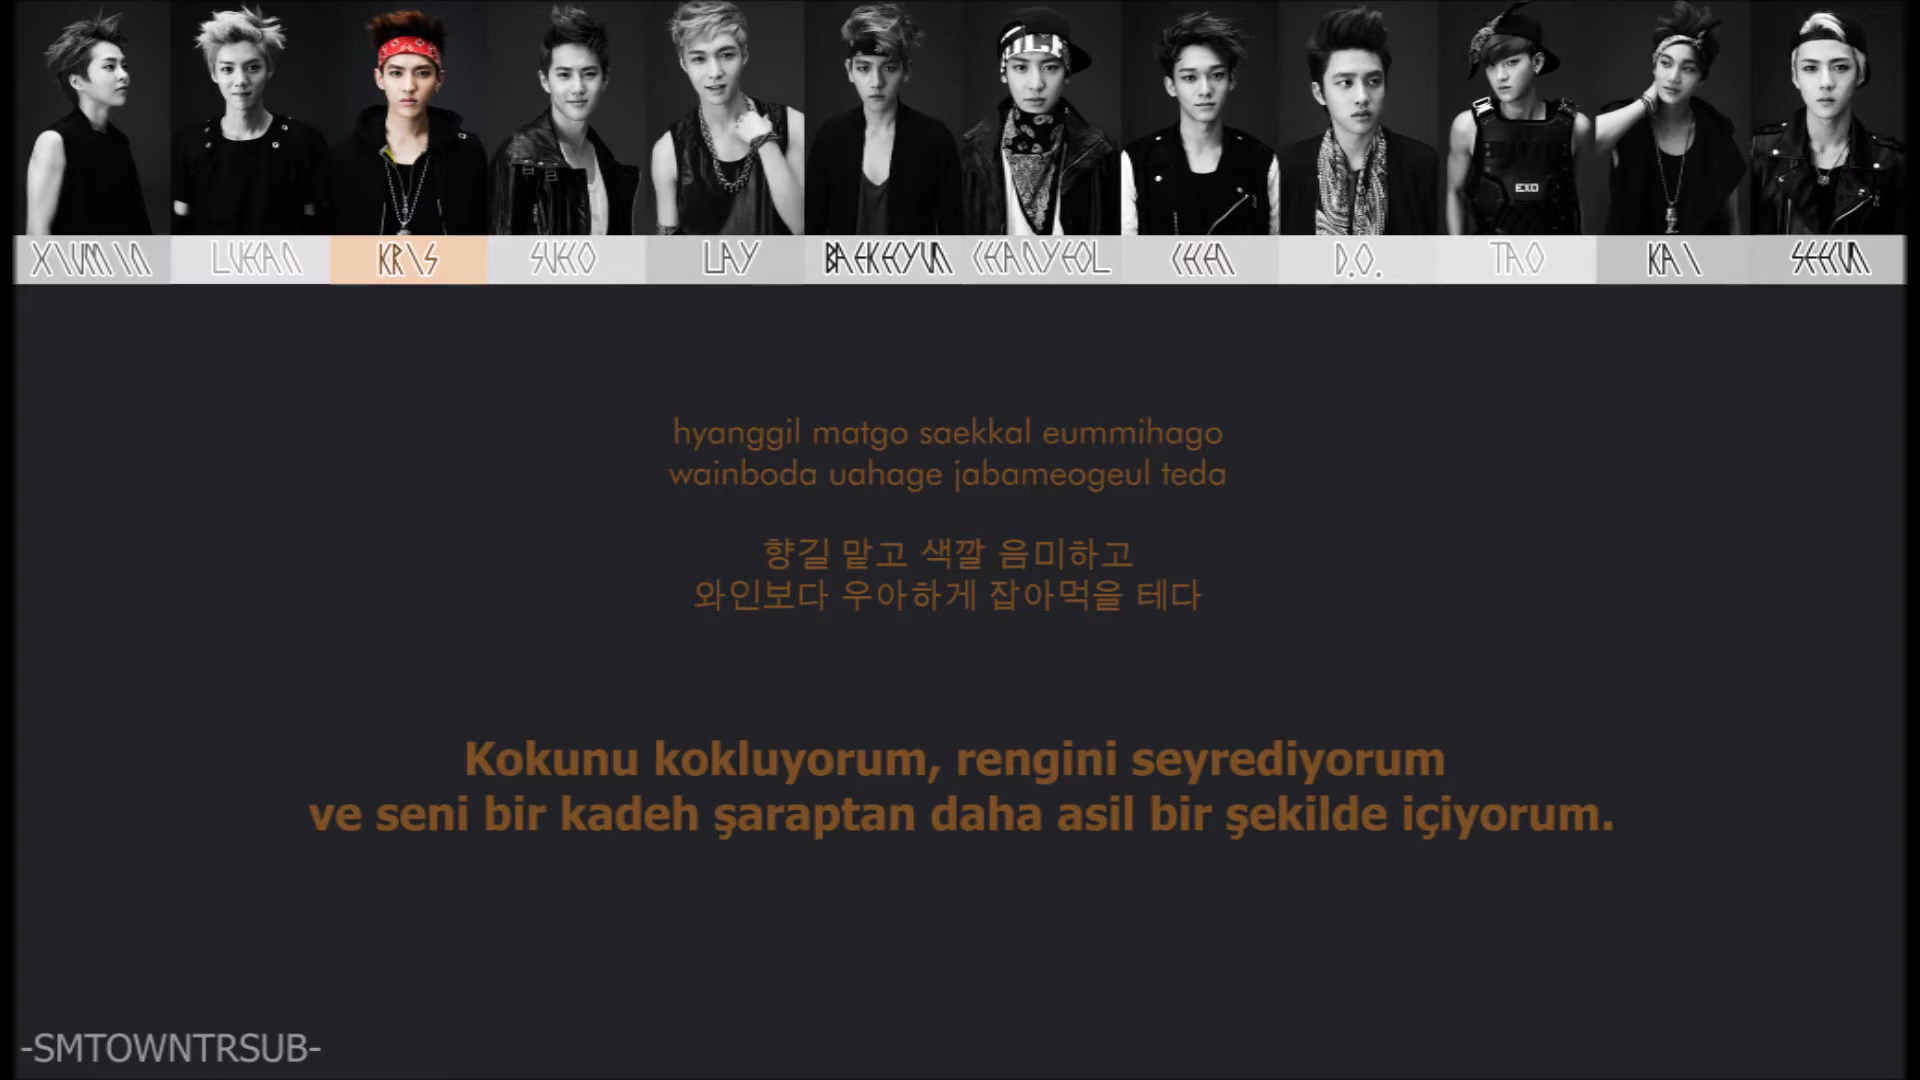 XIUMIN LUHAN KRIS SUHO LAY BAEKHYUN CHANYEOL CHEN D.O. TAO KAI SEHUN
EXO
hyanggil matgo saekkal eummihago
wainboda uahage jabameogeul teda
향길 맡고 색깔 음미하고
와인보다 우아하게 잡아먹을 테다
Kokunu kokluyorum, rengini seyrediyorum
ve seni bir kadeh şaraptan daha asil bir şekilde içiyorum.
-SMTOWNTRSUB-